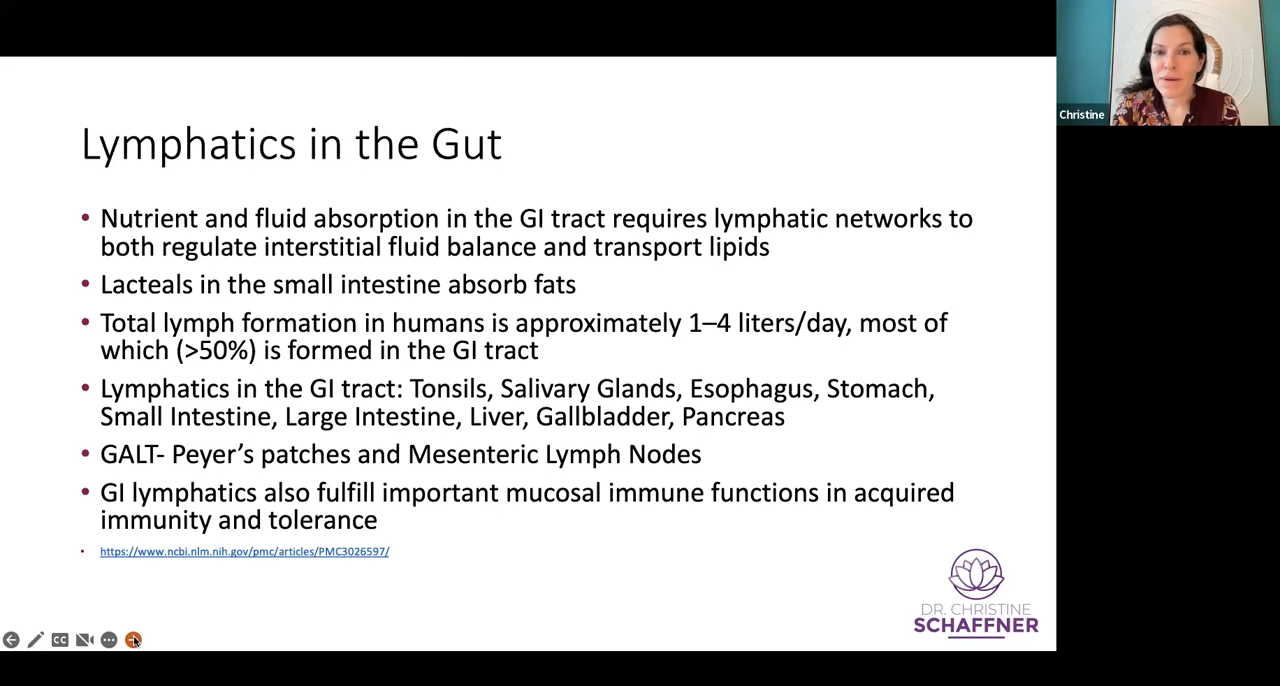 Christine
Lymphatics in the Gut
• Nutrient and fluid absorption in the GI tract requires lymphatic networks to
both regulate interstitial fluid balance and transport lipids
• Lacteals in the small intestine absorb fats
• Total lymph formation in humans is approximately 1–4 liters/day, most of
which (>50%) is formed in the GI tract
• Lymphatics in the GI tract: Tonsils, Salivary Glands, Esophagus, Stomach,
Small Intestine, Large Intestine, Liver, Gallbladder, Pancreas
• GALT- Peyer’s patches and Mesenteric Lymph Nodes
• GI lymphatics also fulfill important mucosal immune functions in acquired
immunity and tolerance
• https://www.ncbi.nlm.nih.gov/pmc/articles/PMC3026597/
DR. CHRISTINE
SCHAFFNER
CC